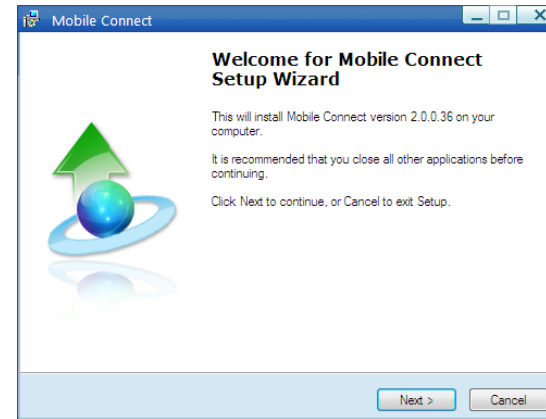 Mobile Connect
Welcome for Mobile Connect
Setup Wizard
This will install Mobile Connect version 2.0.0.36 on your
computer.
It is recommended that you close all other applications before
continuing.
Click Next to continue, or Cancel to exit Setup.
Next >
Cancel